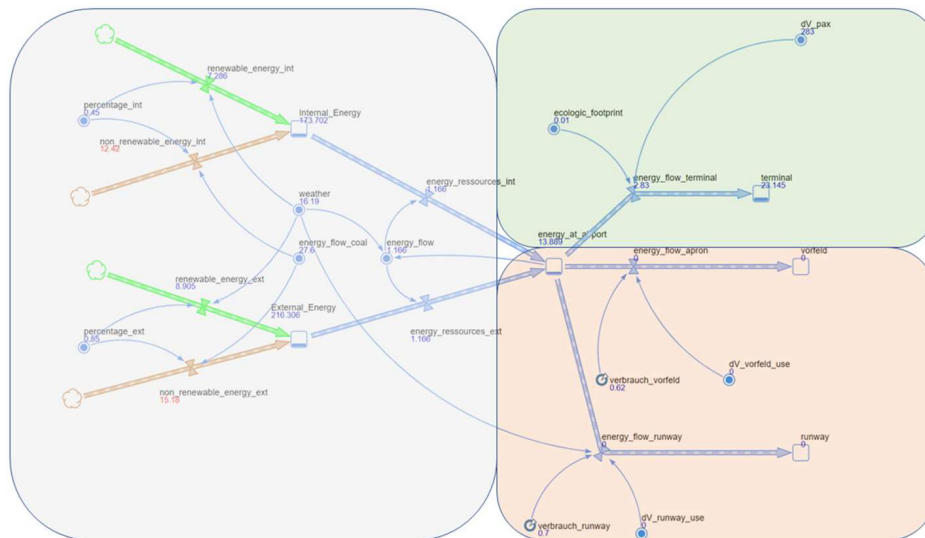 dV_pax
283
renewable_energy_int
7.286
percentage_int
0.45
Internal_Energy
173.702
ecologic_footprint
0.01
non_renewable_energy_int
12.42
energy_ressources_int
1.166
energy_flow_terminal
2.83
terminal
23.145
weather
16.19
energy_at_airport
13.889
energy_flow_coal
27.6
energy_flow
1.166
energy_flow_apron
0
vorfeld
0
renewable_energy_ext
8.905
External_Energy
216.306
percentage_ext
0.55
energy_ressources_ext
1.166
dV_vorfeld_use
0
verbrauch_vorfeld
0.62
non_renewable_energy_ext
15.18
energy_flow_runway
0
runway
0
verbrauch_runway
0.7
dV_runway_use
0